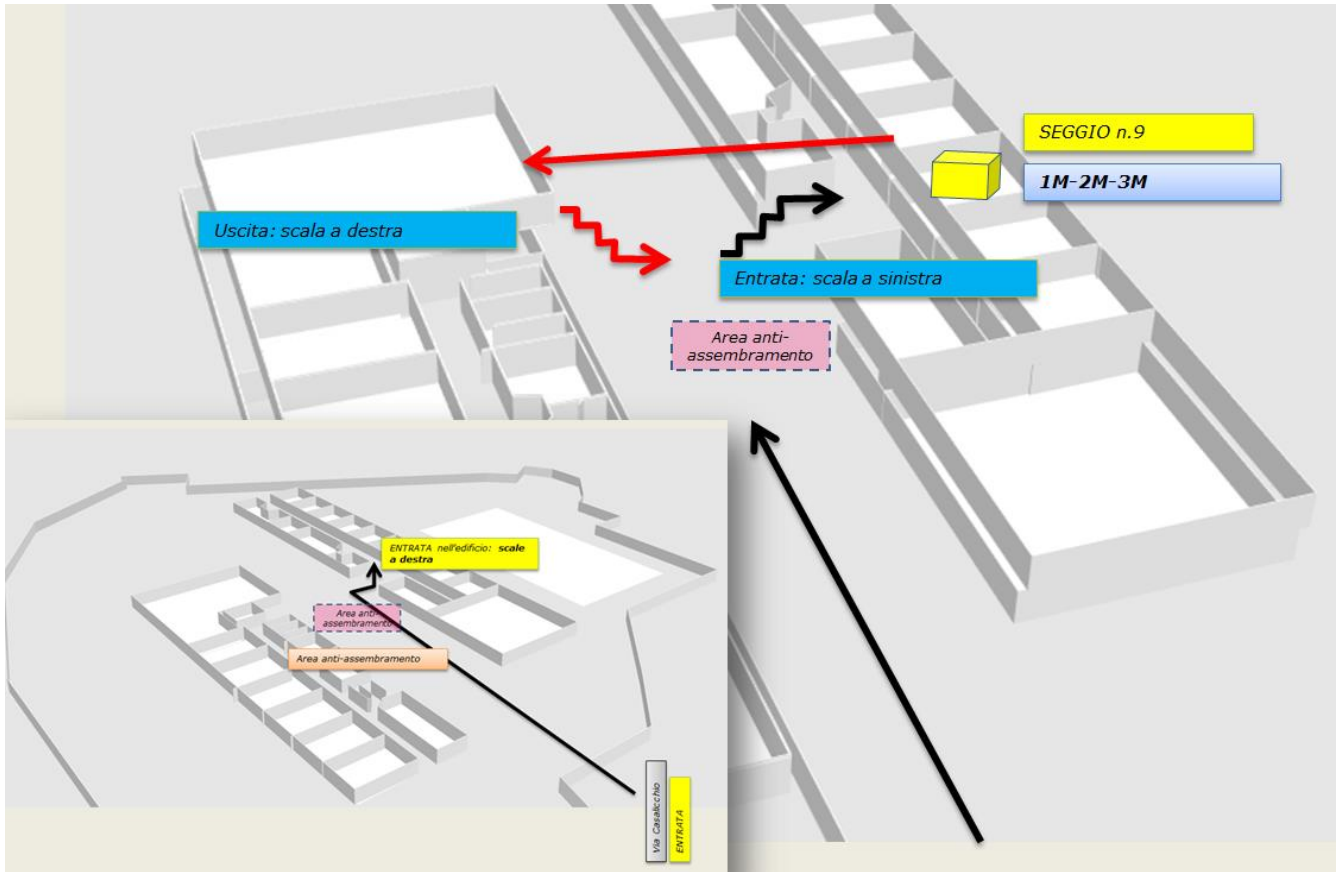 SEGGIO n.9
1M-2M-3M
Uscita: scala a destra
Entrata: scala a sinistra
Area anti-
assembramento
ENTRATA nell'edificio: scale
a destra
Area anti-
assembramento
Area anti-assembramento
Via Casalicchio
ENTRATA